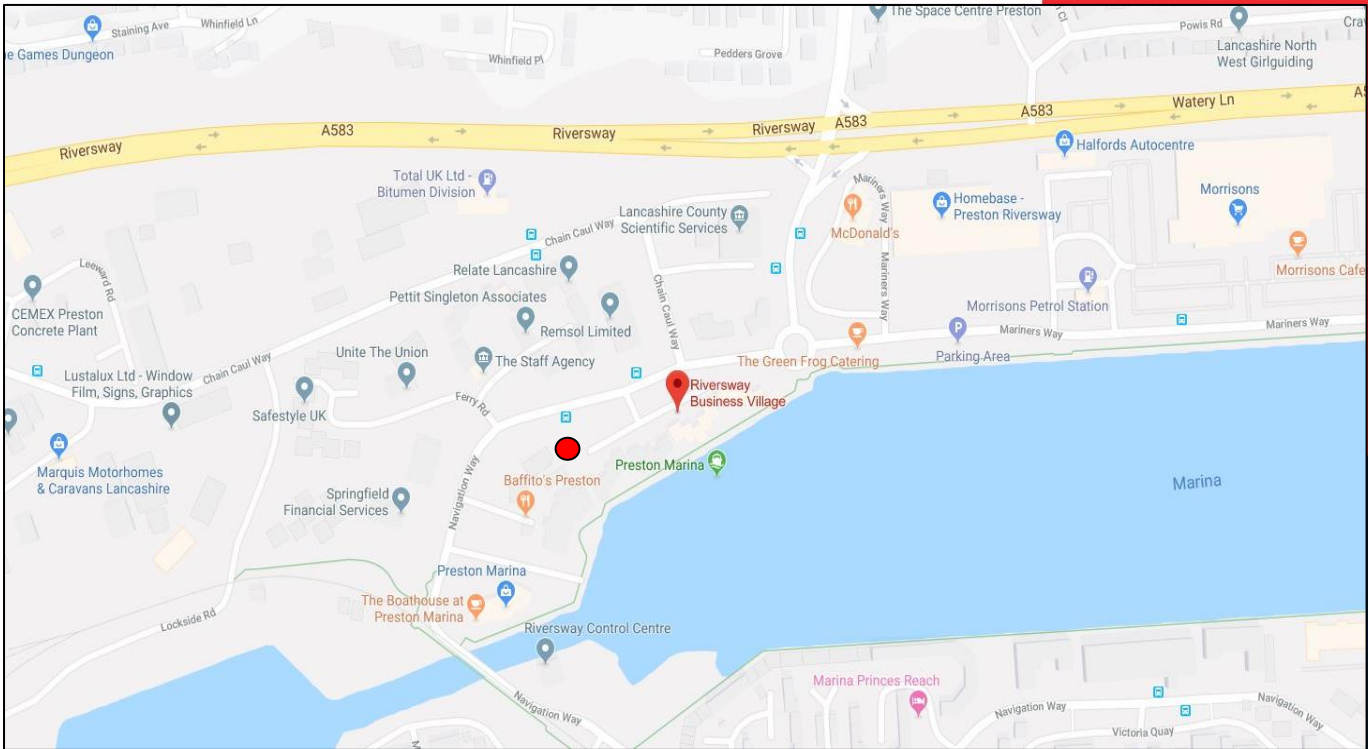 Staining Ave
Whinfield Ln
The Space Centre Preston
Powis Rd
e Games Dungeon
Whinfield Pl
Pedders Grove
Lancashire North
West Girlguiding
A583
Riversway
Riversway
Riversway
A583
A583
Watery Ln
Halfords Autocentre
Total UK Ltd -
Bitumen Division
Mariners Way
Homebase -
Preston Riversway
Morrisons
Lancashire County
Scientific Services
McDonald's
Chain Caul Way
Relate Lancashire
Mariners Way
Morrisons Cafe
Leeward Rd
Chain Caul Way
Pettit Singleton Associates
Morrisons Petrol Station
CEMEX Preston
Concrete Plant
Remsol Limited
P
Mariners Way
Mariners Way
Unite The Union
The Staff Agency
The Green Frog Catering
Parking Area
Chain Caul Way
Lustalux Ltd - Window
Film, Signs, Graphics
Riversway
Business Village
Ferry Rd
Safestyle UK
Marquis Motorhomes
& Caravans Lancashire
Preston Marina
Baffito's Preston
Marina
Springfield
Financial Services
Navigation Way
Preston Marina
The Boathouse at
Preston Marina
Lockside Rd
Riversway Control Centre
Marina Princes Reach
Navigation Way
Navigation Way
Navigation Way
Victoria Quay